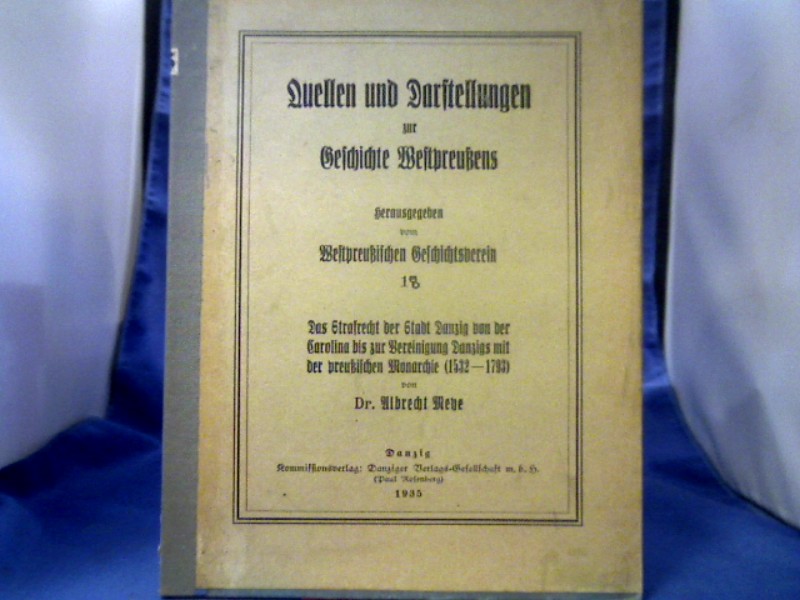 Quellen und Darstellungen
zur
Geschichte Westpreußens
Herausgegeben
vom
Westpreußischen Geschichtsverein
Das Strafrecht der Stadt Danzig von der
Carolina bis zur Vereinigung Danzigs mit
der preußischen Monarchie (1532—1793)
von
Dr. Albrecht Meye
Danzig
Kommissionsverlag: Danziger Verlags-Gesellschaft m. b. H.
(Paul Rosenberg)
1935